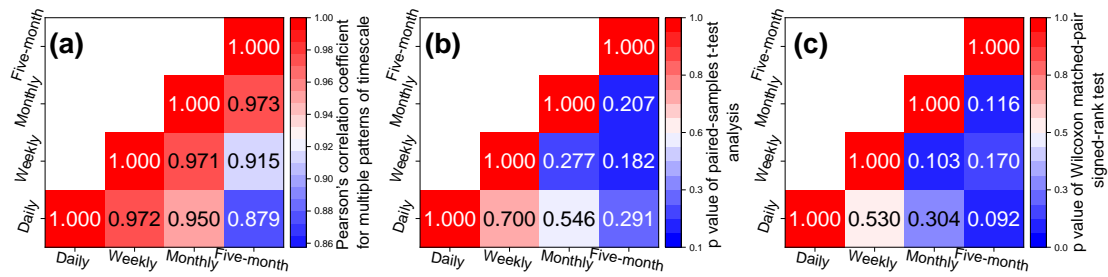 (a)
Five-month
Monthly
Weekly
Daily
1.000
1.000 0.973
1.000 0.971 0.915
1.000 0.972 0.950 0.879
Daily Weekly Monthly Five-month
1.00
0.98
0.96
0.94
0.92
0.90
0.88
0.86
Pearson's correlation coefficient
for multiple patterns of timescale
(b)
Five-month
Monthly
Weekly
Daily
1.000
1.000 0.207
1.000 0.277 0.182
1.000 0.700 0.546 0.291
Daily Weekly Monthly Five-month
1.0
0.8
0.6
0.3
0.1
p value of paired-samples t-test
analysis
(c)
Five-month
Monthly
Weekly
Daily
1.000
1.000 0.116
1.000 0.103 0.170
1.000 0.530 0.304 0.092
Daily Weekly Monthly Five-month
1.0
0.8
0.5
0.3
0.0
p value of Wilcoxon matched-pair
signed-rank test